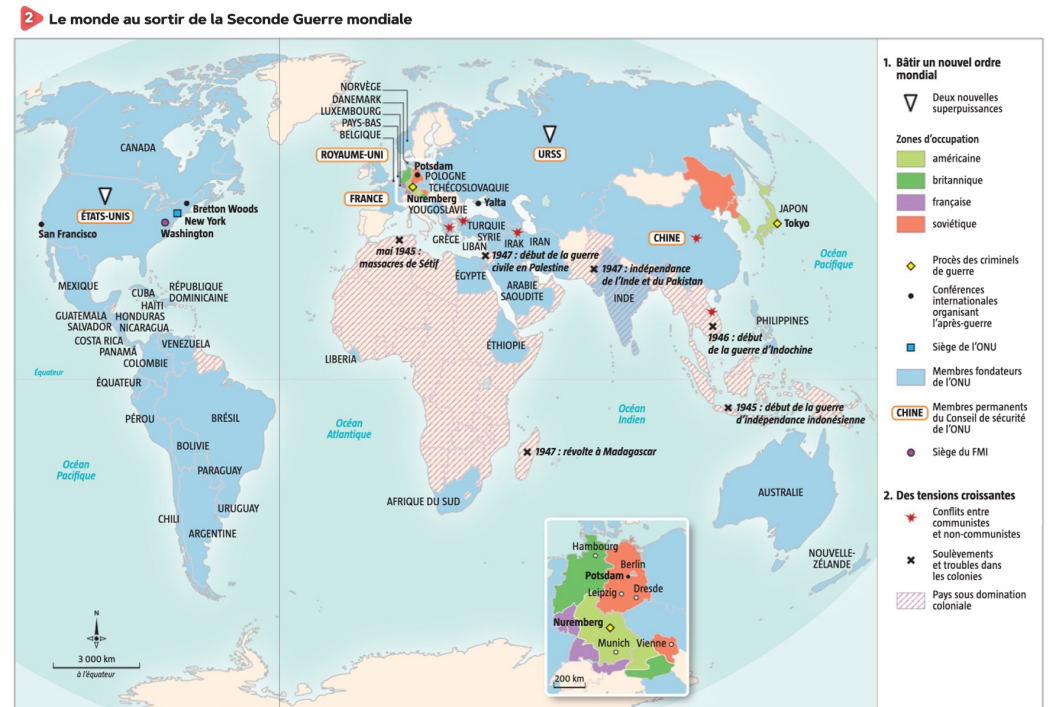 2 Le monde au sortir de la Seconde Guerre mondiale
NORVÈGE
DANEMARK
LUXEMBOURG
PAYS-BAS
BELGIQUE
ROYAUME-UNI
FRANCE
CANADA
ÉTATS-UNIS
San Francisco
Bretton Woods
New York
Washington
URSS
Potsdam
POLOGNE
TCHÉCOSLOVAQUIE
Nuremberg
YOUGOSLAVIE
Yalta
TURQUIE
SYRIE
GRÈCE
LIBAN
IRAK
IRAN
mai 1945 :
massacres de Sétif
1947 : début de la guerre
civile en Palestine
ÉGYPTE
ARABIE
SAOUDITE
1947 : indépendance
de l'Inde et du Pakistan
INDE
CHINE
JAPON
Tokyo
Océan
Pacifique
PHILIPPINES
1946 : début
de la guerre d'Indochine
MEXIQUE
CUBA
HAÏTI
RÉPUBLIQUE
DOMINICAINE
GUATEMALA
HONDURAS
SALVADOR
NICARAGUA
COSTA RICA
PANAMÁ
VENEZUELA
COLOMBIE
Équateur
ÉQUATEUR
LIBERIA
ÉTHIOPIE
PÉROU
BRÉSIL
BOLIVIE
PARAGUAY
URUGUAY
CHILI
ARGENTINE
Océan
Pacifique
Océan
Atlantique
Océan
Indien
1945 : début de la guerre
d'indépendance indonésienne
1947 : révolte à Madagascar
AFRIQUE DU SUD
AUSTRALIE
NOUVELLE-
ZÉLANDE
N
3 000 km
à l'équateur
Hambourg
Berlin
Potsdam
Leipzig
Dresde
Nuremberg
Munich
Vienne
200 km
1. Bâtir un nouvel ordre
mondial
Deux nouvelles
superpuissances
Zones d'occupation
américaine
britannique
française
soviétique
Procès des criminels
de guerre
Conférences
internationales
organisant
l'après-guerre
Siège de l'ONU
Membres fondateurs
de l'ONU
CHINE
Membres permanents
du Conseil de sécurité
de l'ONU
Siège du FMI
2. Des tensions croissantes
Conflits entre
communistes
et non-communistes
Soulèvements
et troubles dans
les colonies
Pays sous domination
coloniale